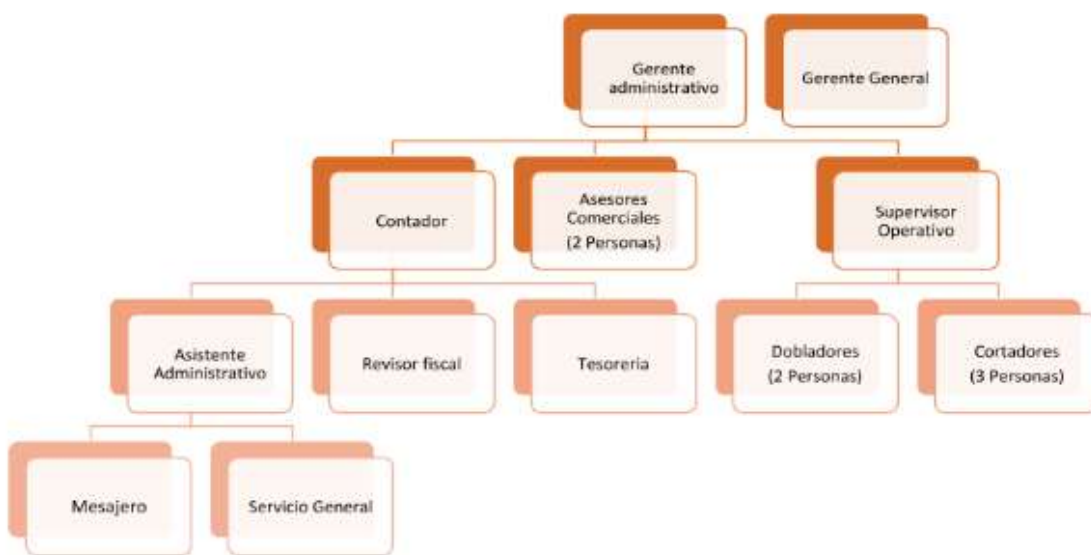 Gerente
administrativo
Gerente General
Contador
Asesores
Comerciales
(2 Personas)
Supervisor
Operativo
Asistente
Administrativo
Revisor fiscal
Tesoreria
Dobladores
(2 Personas)
Cortadores
(3 Personas)
Mesajero
Servicio General